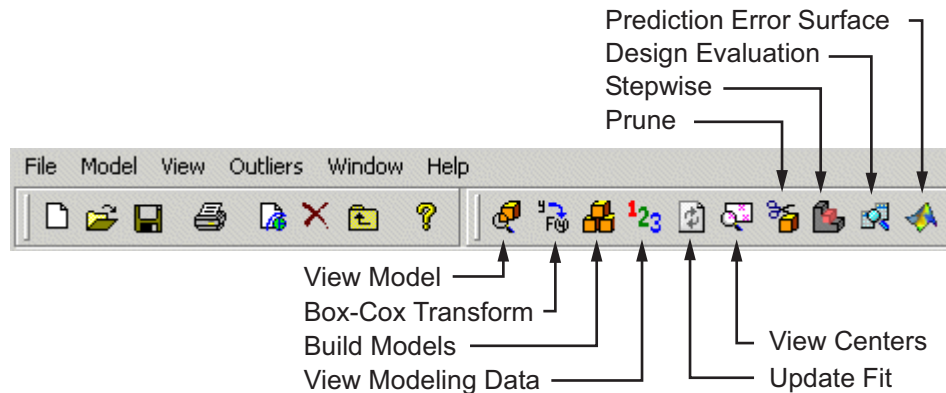 Prediction Error Surface
Design Evaluation
Stepwise
Prune
File Model View Outliers Window Help
y F(y) 123
View Model
Box-Cox Transform
Build Models
View Modeling Data
View Centers
Update Fit